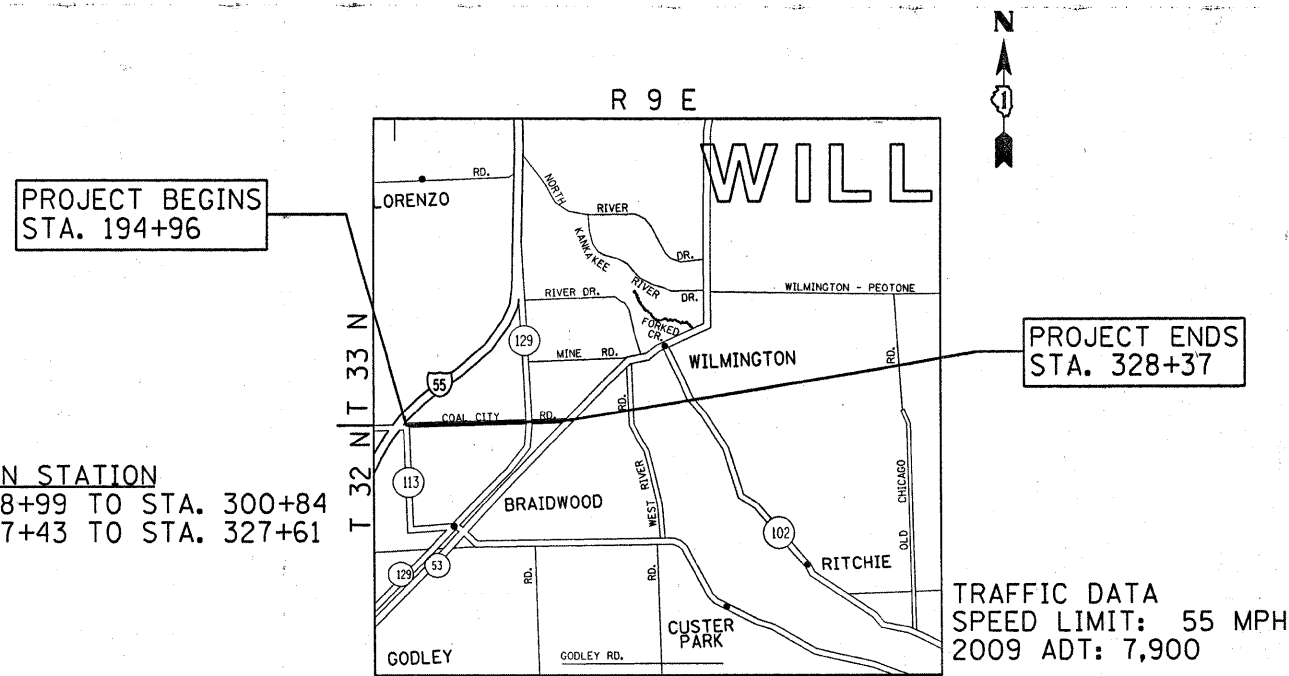 N
1
R 9 E
WILL
PROJECT BEGINS
STA. 194+96
RD.
LORENZO
NORTH
RIVER
DR.
KANKAKEE
RIVER
DR.
WILMINGTON - PEOTONE
RD.
RIVER DR.
FORKED
CR.
129
MINE RD.
WILMINGTON
PROJECT ENDS
STA. 328+37
T 33 N
55
COAL CITY RD.
RD.
WEST RIVER
RD.
OLD CHICAGO
T 32 N
N STATION
8+99 TO STA. 300+84
7+43 TO STA. 327+61
113
BRAIDWOOD
102
129
53
RD.
RITCHIE
CUSTER
PARK
GODLEY
GODLEY RD.
TRAFFIC DATA
SPEED LIMIT: 55 MPH
2009 ADT: 7,900